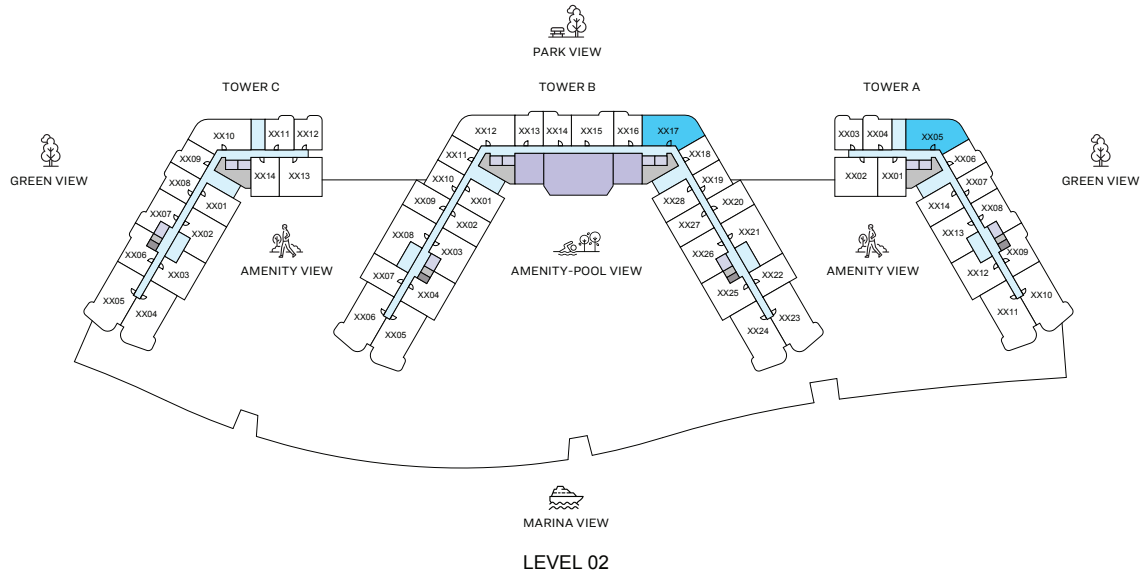 PARK VIEW
TOWER C
TOWER B
TOWER A
GREEN VIEW
XX10
XX11
XX12
XX09
XX08
XX14
XX13
XX07
XX01
XX02
XX06
XX03
XX05
XX04
AMENITY VIEW
XX12
XX13
XX14
XX15
XX16
XX17
XX11
XX18
XX10
XX01
XX19
XX09
XX02
XX28
XX20
XX08
XX03
XX27
XX21
XX07
XX04
XX26
XX22
XX06
XX05
XX25
XX23
XX24
AMENITY-POOL VIEW
AMENITY VIEW
XX03
XX04
XX05
XX02
XX01
XX06
XX07
XX14
XX08
XX13
XX09
XX12
XX10
XX11
GREEN VIEW
MARINA VIEW
LEVEL 02